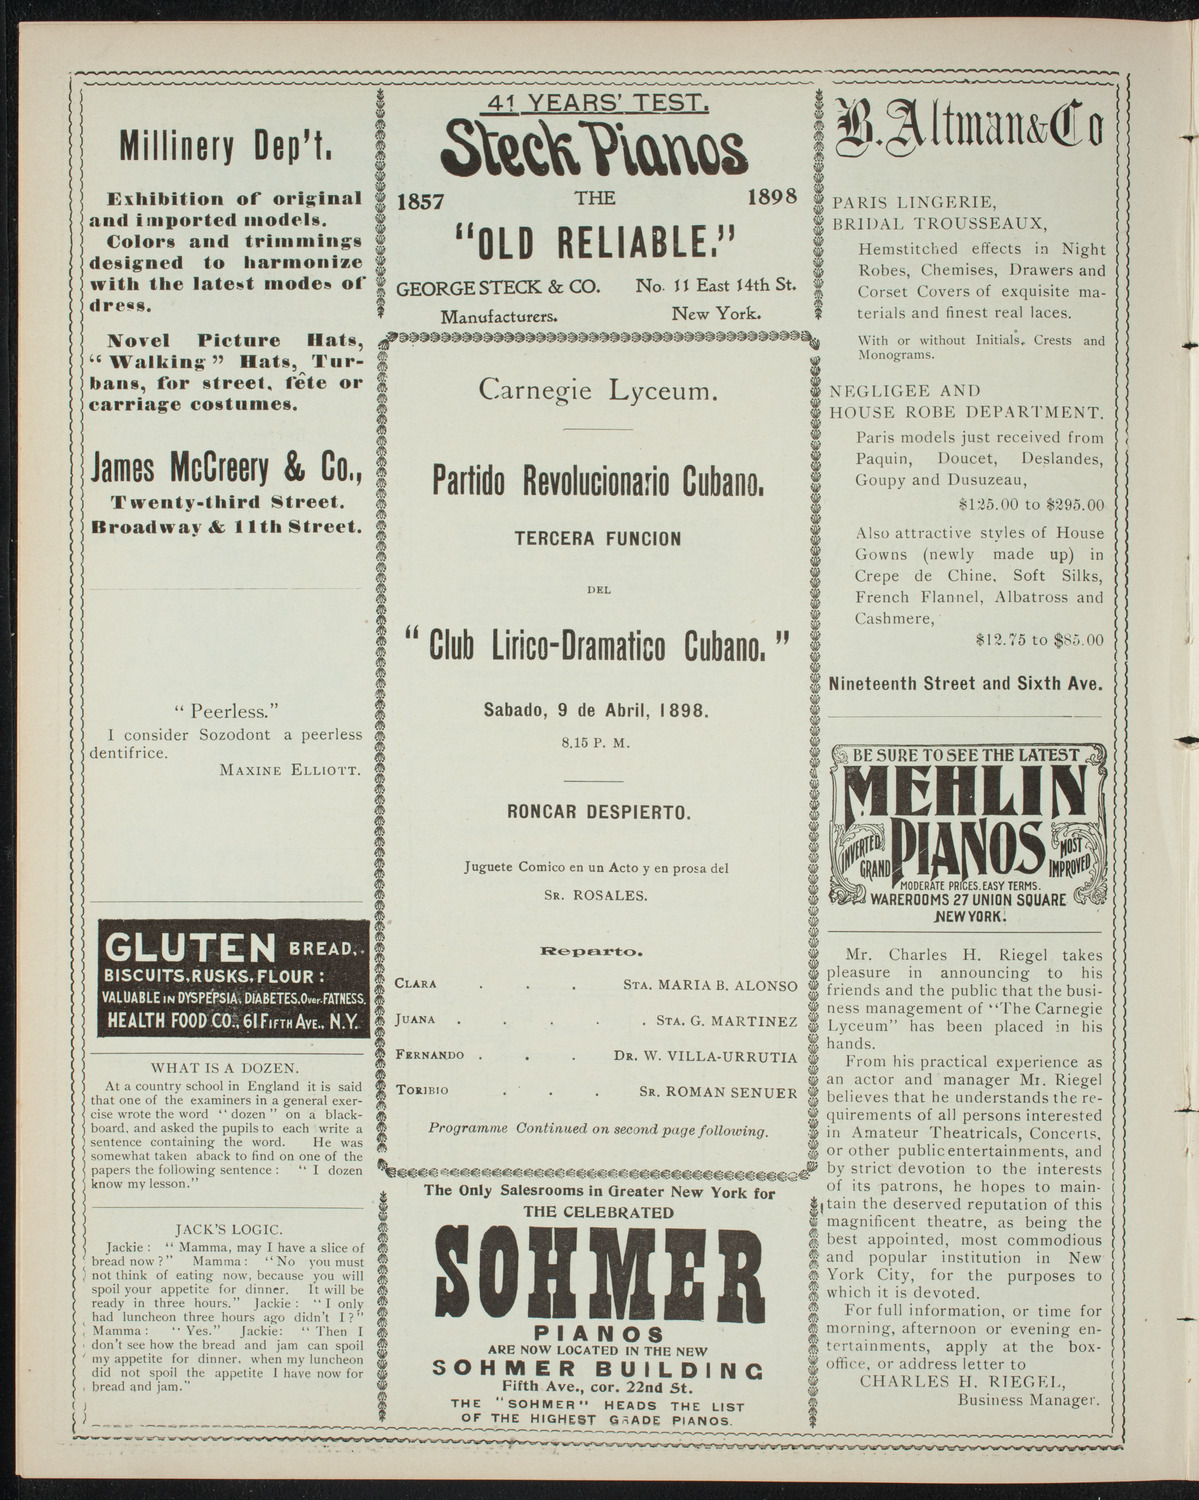 Millinery Dep't.
Exhibition of original
and imported models.
Colors and trimmings
designed to harmonize
with the latest modes of
dress.
Novel Picture Hats,
“ Walking ” Hats, Tur-
bans, for street, fête or
carriage costumes.
James McCreery & Co.,
Twenty-third Street.
Broadway & 11th Street.
“ Peerless.”
I consider Sozodont a peerless
dentifrice.
MAXINE ELLIOTT.
GLUTEN BREAD,
BISCUITS, RUSKS, FLOUR :
VALUABLE IN DYSPEPSIA, DIABETES, Over-FATNESS.
HEALTH FOOD CO., 61 FIFTH AVE., N.Y.
WHAT IS A DOZEN.
At a country school in England it is said
that one of the examiners in a general exer-
cise wrote the word “ dozen ” on a black-
board, and asked the pupils to each write a
sentence containing the word. He was
somewhat taken aback to find on one of the
papers the following sentence : “ I dozen
know my lesson.”
JACK'S LOGIC.
Jackie : “ Mamma, may I have a slice of
bread now ?” Mamma : “ No you must
not think of eating now, because you will
spoil your appetite for dinner. It will be
ready in three hours.” Jackie : “ I only
had luncheon three hours ago didn't I ?”
Mamma : “ Yes.” Jackie: “ Then I
don't see how the bread and jam can spoil
my appetite for dinner, when my luncheon
did not spoil the appetite I have now for
bread and jam.”
41 YEARS' TEST.
Steck Pianos
1857 THE 1898
“OLD RELIABLE.”
GEORGE STECK & CO. No. 11 East 14th St.
Manufacturers. New York.
Carnegie Lyceum.
Partido Revolucionario Cubano.
TERCERA FUNCION
DEL
“ Club Lirico-Dramatico Cubano. ”
Sabado, 9 de Abril, 1898.
8.15 P. M.
RONCAR DESPIERTO.
Juguete Comico en un Acto y en prosa del
SR. ROSALES.
Reparto.
CLARA . . . STA. MARIA B. ALONSO
JUANA . . . . . STA. G. MARTINEZ
FERNANDO . . . DR. W. VILLA-URRUTIA
TORIBIO . . . SR. ROMAN SENUER
Programme Continued on second page following.
The Only Salesrooms in Greater New York for
THE CELEBRATED
SOHMER
PIANOS
ARE NOW LOCATED IN THE NEW
SOHMER BUILDING
Fifth Ave., cor. 22nd St.
THE "SOHMER" HEADS THE LIST
OF THE HIGHEST GRADE PIANOS.
B. Altman & Co
PARIS LINGERIE,
BRIDAL TROUSSEAUX,
Hemstitched effects in Night
Robes, Chemises, Drawers and
Corset Covers of exquisite ma-
terials and finest real laces.
With or without Initials, Crests and
Monograms.
NEGLIGEE AND
HOUSE ROBE DEPARTMENT.
Paris models just received from
Paquin, Doucet, Deslandes,
Goupy and Dusuzeau,
$125.00 to $295.00
Also attractive styles of House
Gowns (newly made up) in
Crepe de Chine, Soft Silks,
French Flannel, Albatross and
Cashmere,
$12.75 to $85.00
Nineteenth Street and Sixth Ave.
BE SURE TO SEE THE LATEST
MEHLIN
INVERTED GRAND PIANOS MOST IMPROVED
MODERATE PRICES. EASY TERMS.
WAREROOMS 27 UNION SQUARE
NEW YORK.
Mr. Charles H. Riegel takes
pleasure in announcing to his
friends and the public that the busi-
ness management of “The Carnegie
Lyceum” has been placed in his
hands.
From his practical experience as
an actor and manager Mr. Riegel
believes that he understands the re-
quirements of all persons interested
in Amateur Theatricals, Concerts,
or other public entertainments, and
by strict devotion to the interests
of its patrons, he hopes to main-
tain the deserved reputation of this
magnificent theatre, as being the
best appointed, most commodious
and popular institution in New
York City, for the purposes to
which it is devoted.
For full information, or time for
morning, afternoon or evening en-
tertainments, apply at the box-
office, or address letter to
CHARLES H. RIEGEL,
Business Manager.